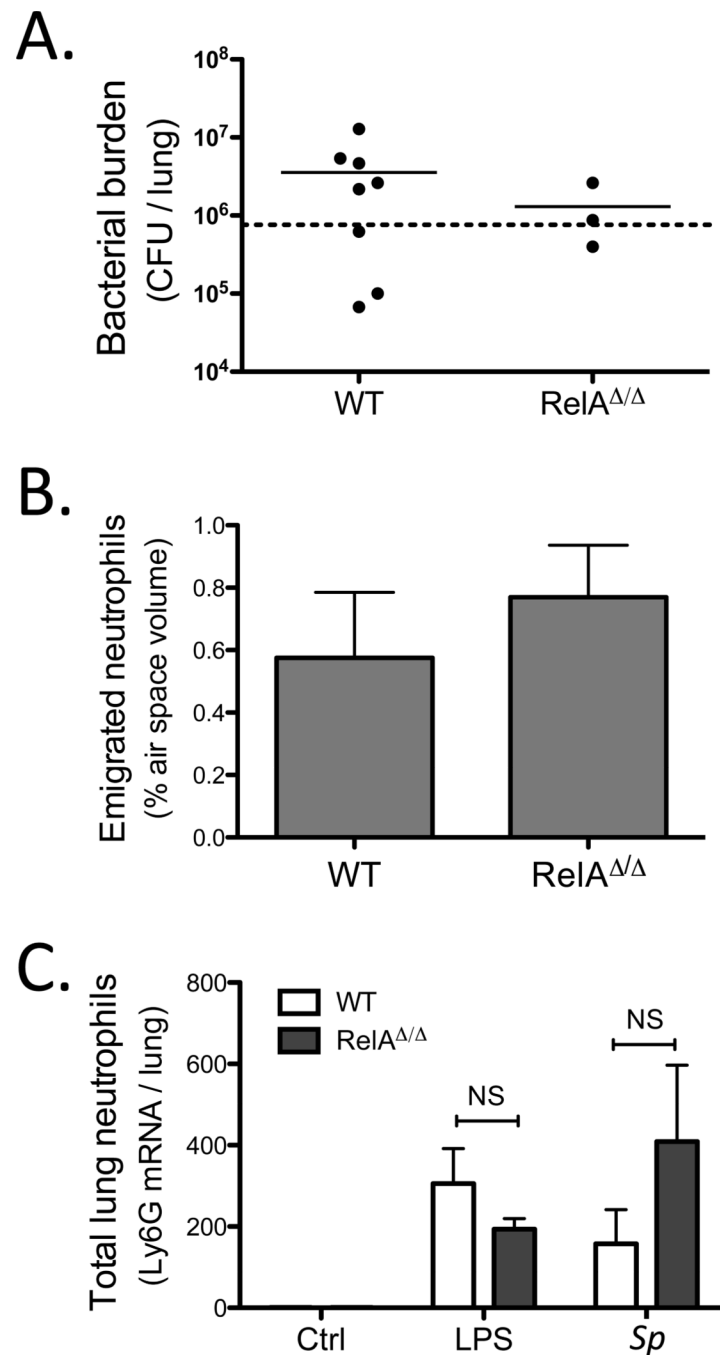 A.
Bacterial burden
(CFU / lung)
10⁸
10⁷
10⁶
10⁵
10⁴
WT
RelA^Δ/Δ
B.
Emigrated neutrophils
(% air space volume)
1.0
0.8
0.6
0.4
0.2
0.0
WT
RelA^Δ/Δ
C.
Total lung neutrophils
(Ly6G mRNA / lung)
800
600
400
200
0
WT
RelA^Δ/Δ
NS
NS
Ctrl
LPS
Sp